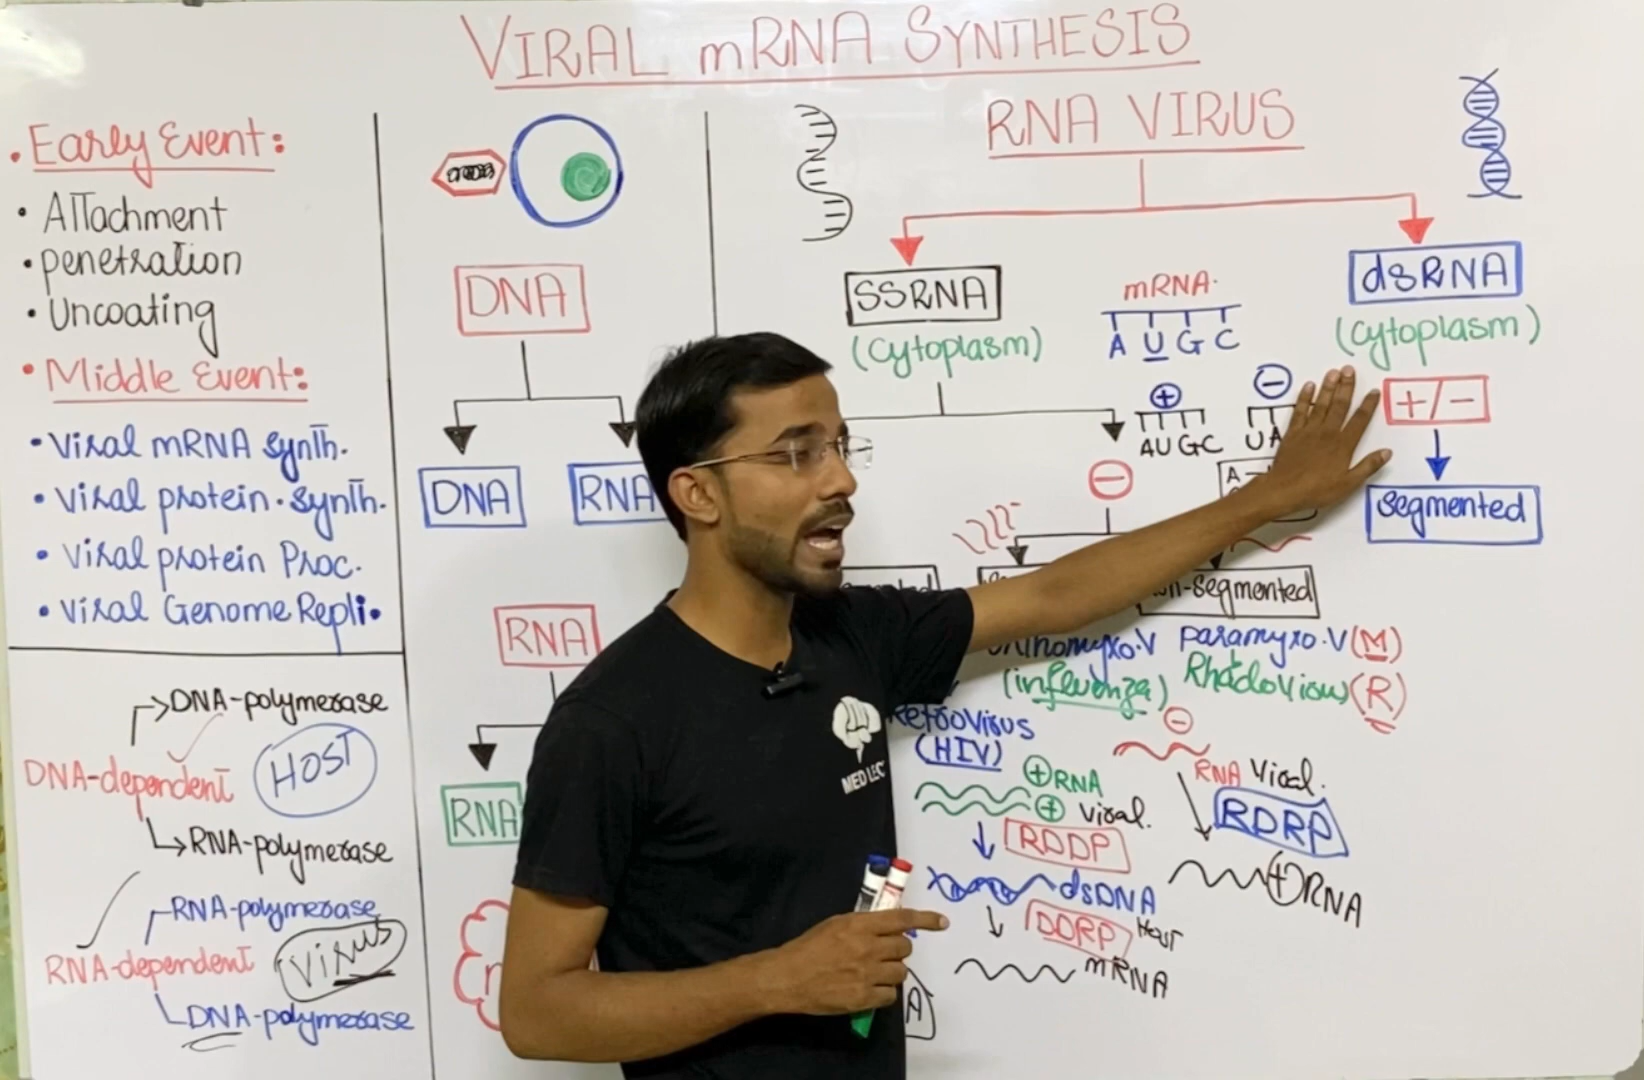 VIRAL mRNA SYNTHESIS
• Early Event:
• Attachment
• penetration
• Uncoating
• Middle Event:
• Viral mRNA synth.
• Viral protein synth.
• Viral protein Proc.
• Viral Genome Repli•
DNA-polymerase
DNA-dependent
HOST
RNA-polymerase
RNA-polymerase
RNA-dependent
Virus
DNA-polymerase
DNA
DNA
RNA
RNA
RNA
RNA VIRUS
SSRNA
(cytoplasm)
mRNA
A U G C
+
AUGC
−
UA
A
−
dsRNA
(cytoplasm)
+/−
segmented
-segmented
paramyxo.V (M)
(influenza)
(R)
Retrovirus
(HIV)
+ RNA
+ viral.
RDDP
dsDNA
DDRP Host
mRNA
−
RNA Viral.
RDRP
+RNA
MED LEC
A